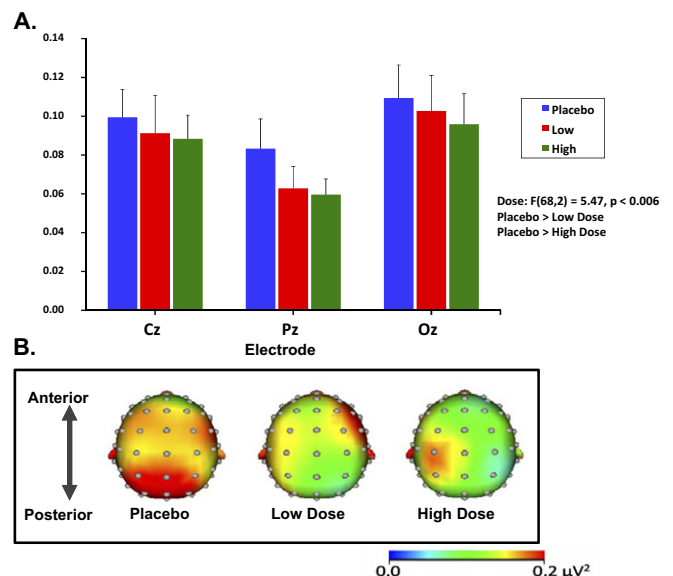 A.
0.14
0.12
0.10
0.08
0.06
0.04
0.02
0.00
Cz Pz Oz
Electrode
Placebo
Low
High
Dose: F(68,2) = 5.47, p < 0.006
Placebo > Low Dose
Placebo > High Dose
B.
Anterior
Posterior
Placebo Low Dose High Dose
0.0 0.2 μV²